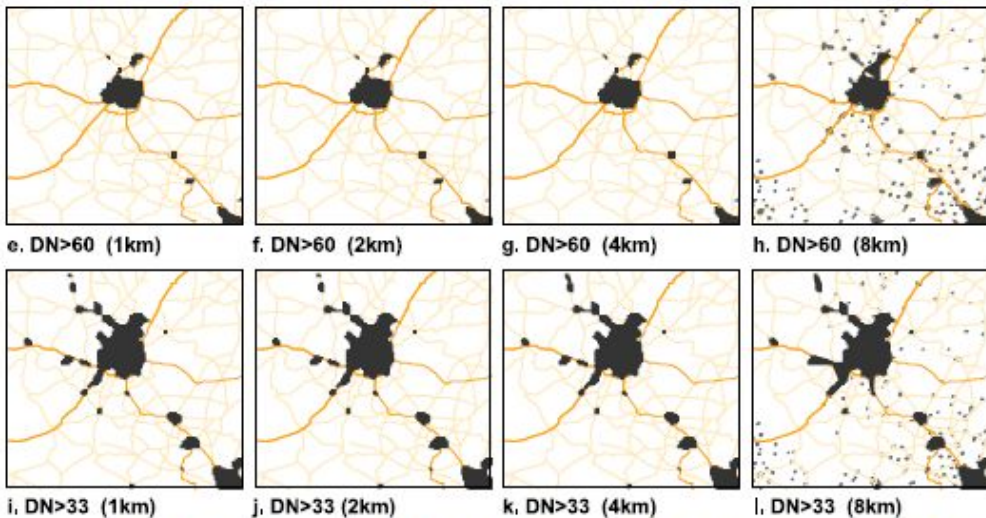 e. DN>60 (1km)
f. DN>60 (2km)
g. DN>60 (4km)
h. DN>60 (8km)
i. DN>33 (1km)
j. DN>33 (2km)
k. DN>33 (4km)
l. DN>33 (8km)